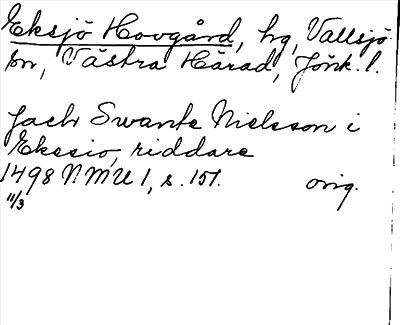 Eksjö Hovgård, hg, Vallsjö
sn, Västra Härad, Jönk. l.
Jach Swante Nielsson i
Ekssio, riddare
1498 NMU 1, s. 151. orig.
11/3